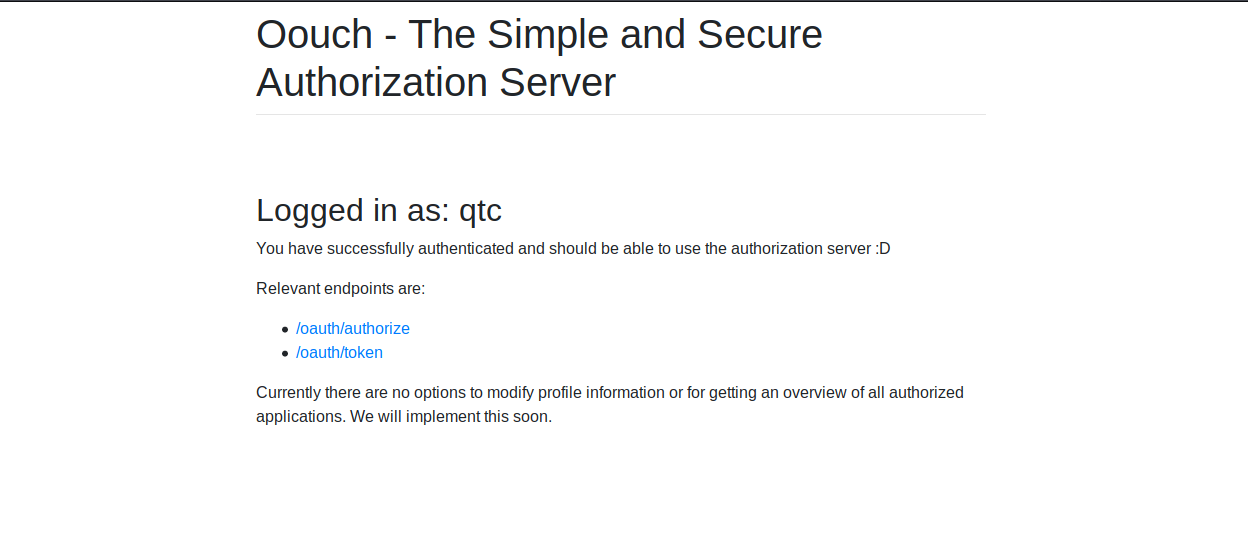 Oouch - The Simple and Secure
Authorization Server
Logged in as: qtc
You have successfully authenticated and should be able to use the authorization server :D
Relevant endpoints are:
• /oauth/authorize
• /oauth/token
Currently there are no options to modify profile information or for getting an overview of all authorized
applications. We will implement this soon.